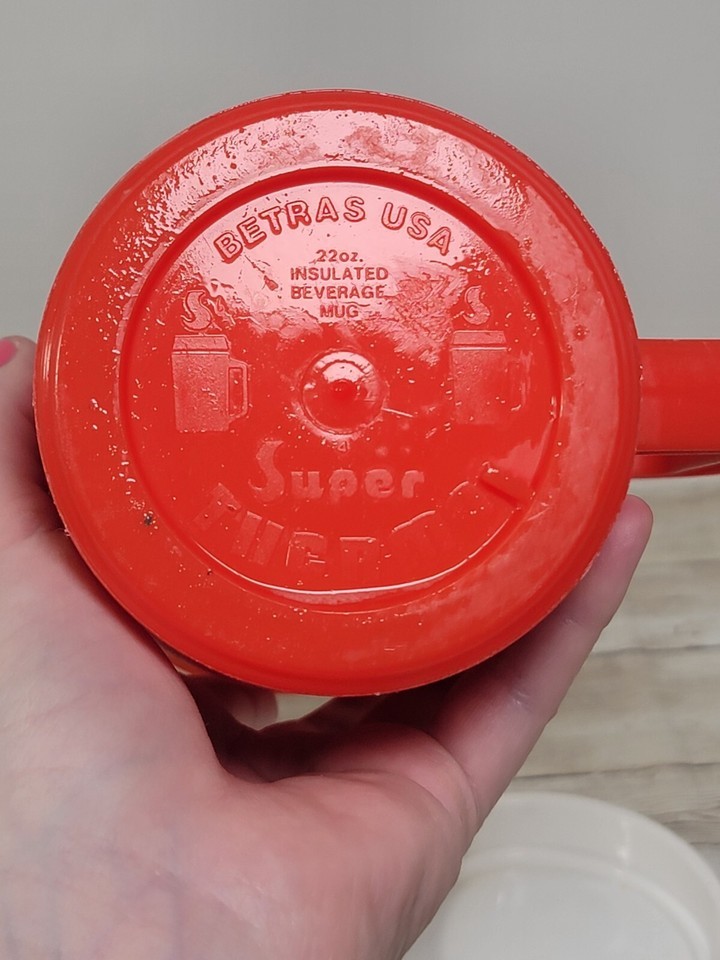 BETRAS USA
22oz.
INSULATED
BEVERAGE
MUG
Super